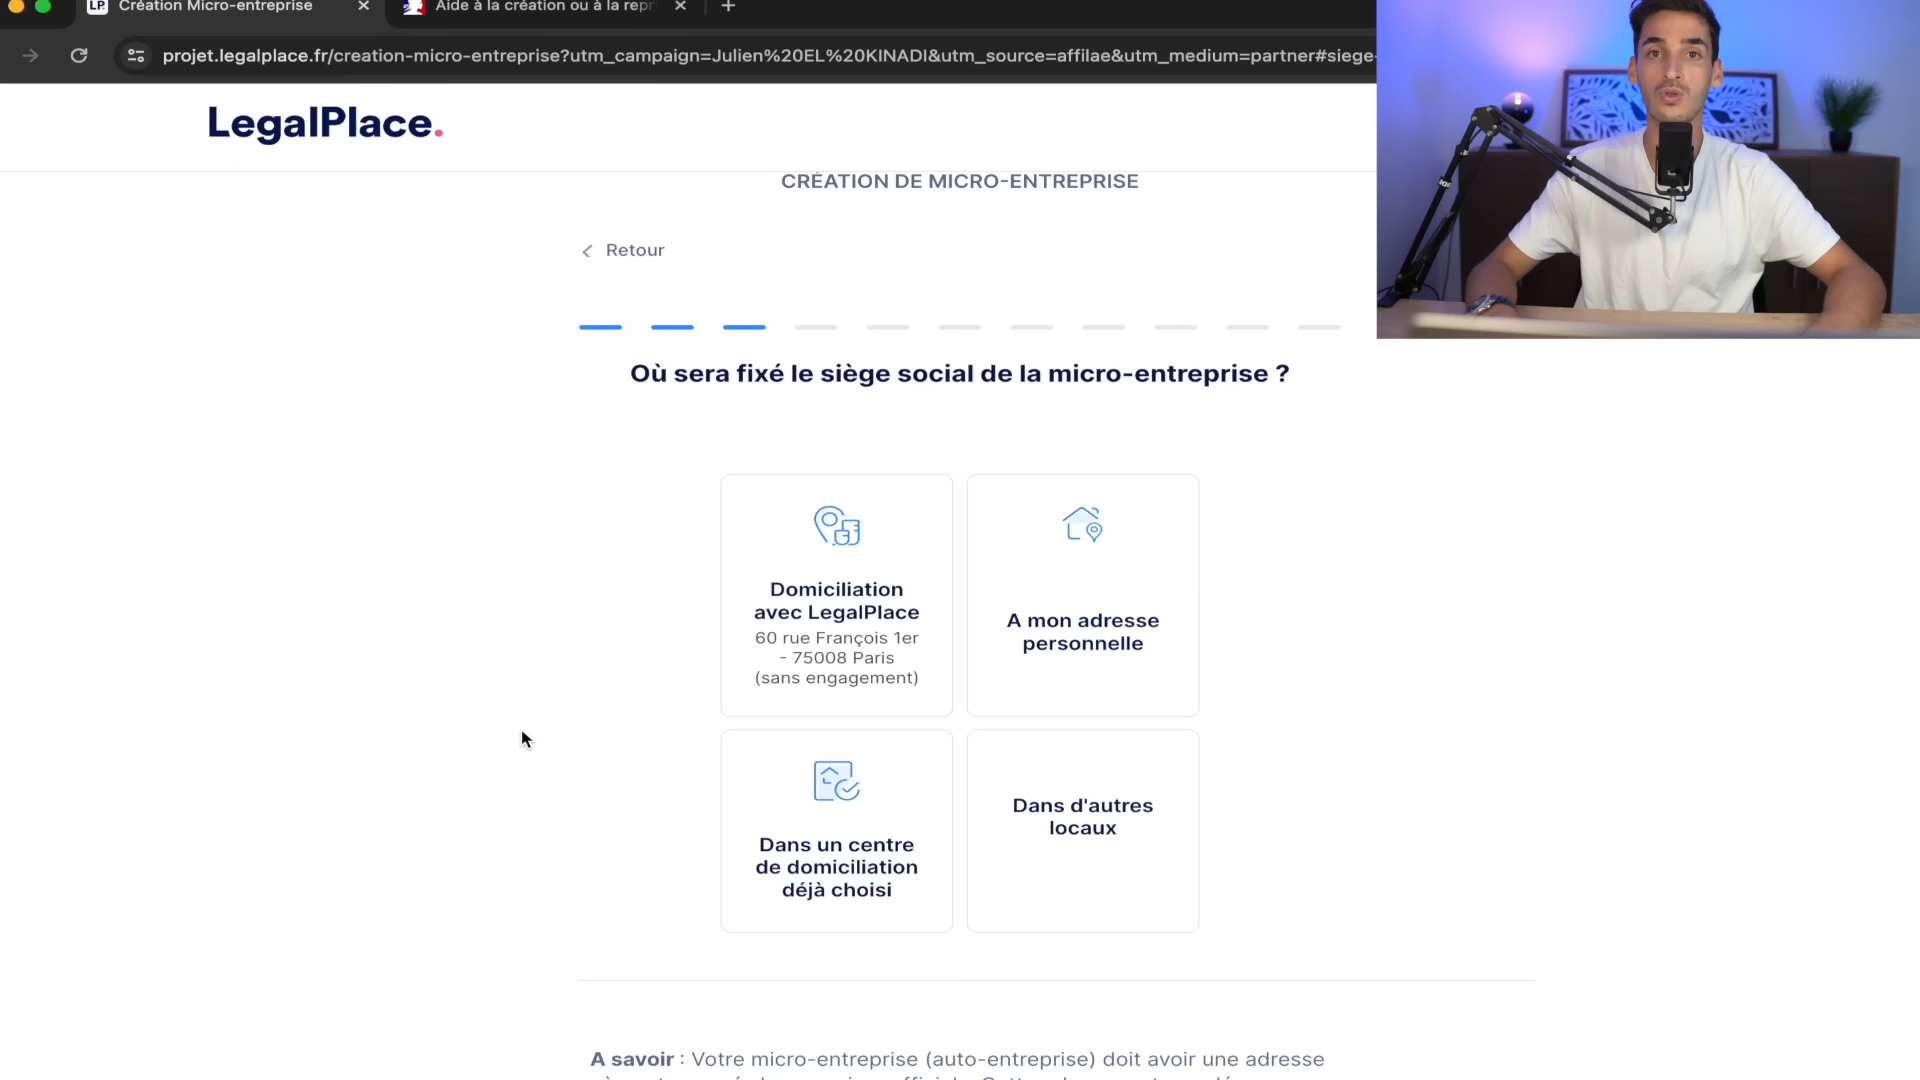 LP Création Micro-entreprise
Aide à la création ou à la repr
projet.legalplace.fr/creation-micro-entreprise?utm_campaign=Julien%20EL%20KINADI&utm_source=affilae&utm_medium=partner#siege-
LegalPlace.
CRÉATION DE MICRO-ENTREPRISE
Retour
Où sera fixé le siège social de la micro-entreprise ?
Domiciliation
avec LegalPlace
60 rue François 1er
- 75008 Paris
(sans engagement)
A mon adresse
personnelle
Dans un centre
de domiciliation
déjà choisi
Dans d'autres
locaux
A savoir : Votre micro-entreprise (auto-entreprise) doit avoir une adresse